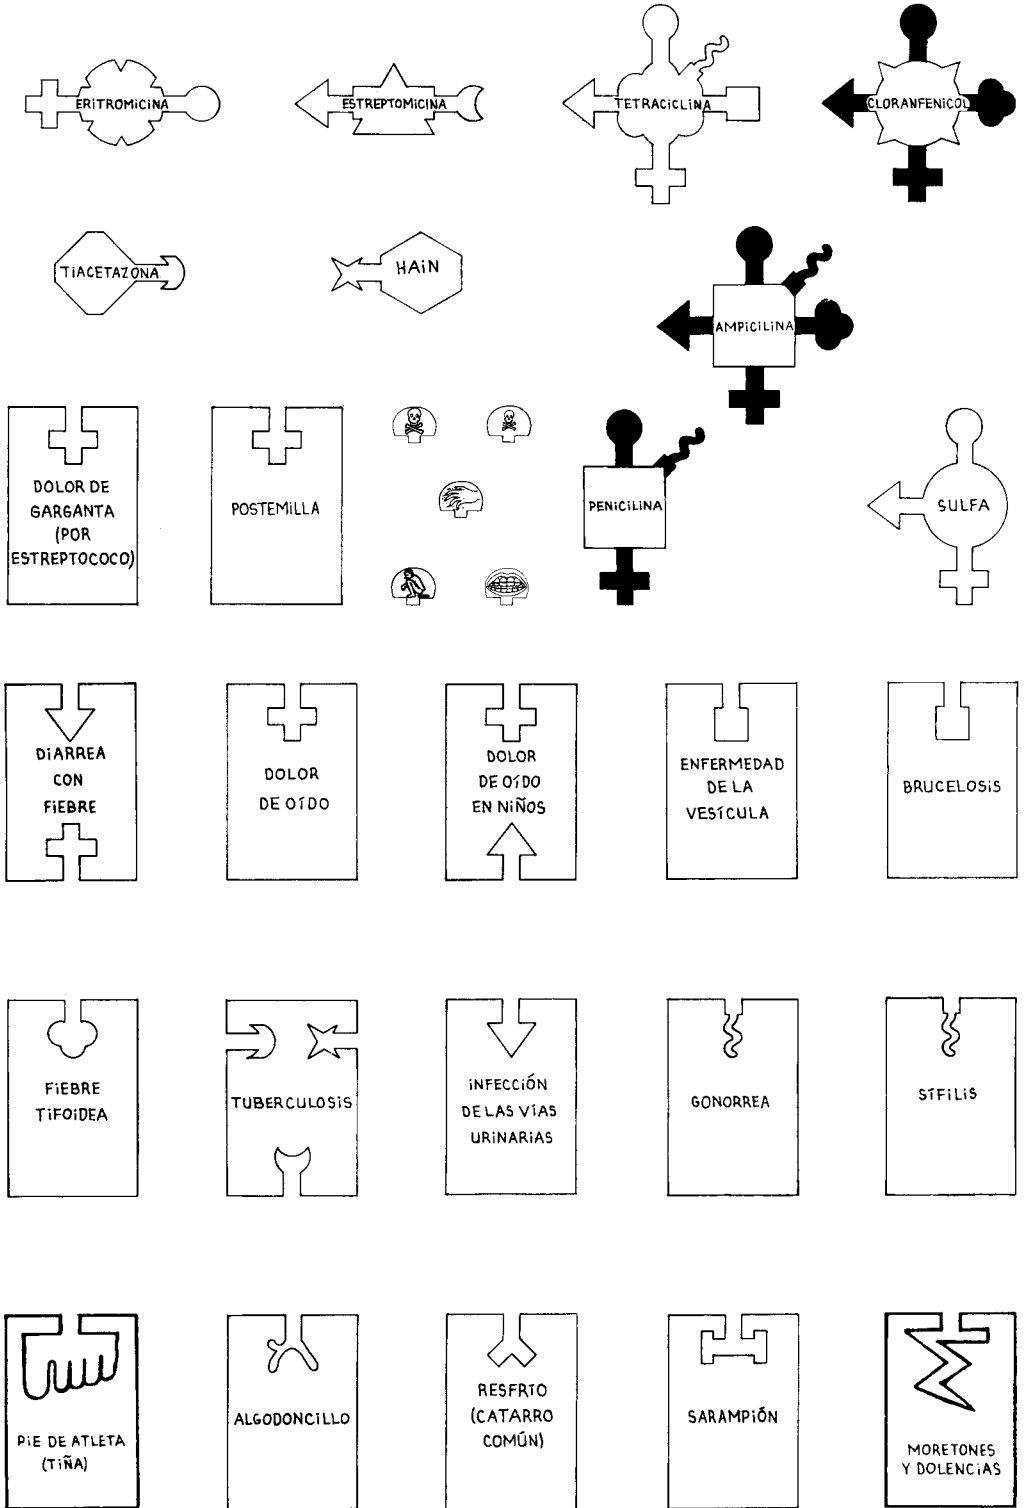 ERITROMICINA
ESTREPTOMICINA
TETRACICLINA
CLORANFENICOL
TIACETAZONA
HAIN
AMPICILINA
DOLOR DE
GARGANTA
(POR
ESTREPTOCOCO)
POSTEMILLA
PENICILINA
SULFA
DIARREA
CON
FIEBRE
DOLOR
DE OÍDO
DOLOR
DE OÍDO
EN NIÑOS
ENFERMEDAD
DE LA
VESÍCULA
BRUCELOSIS
FIEBRE
TIFOIDEA
TUBERCULOSIS
INFECCIÓN
DE LAS VÍAS
URINARIAS
GONORREA
SÍFILIS
PIE DE ATLETA
(TIÑA)
ALGODONCILLO
RESFRÍO
(CATARRO
COMÚN)
SARAMPIÓN
MORETONES
Y DOLENCIAS